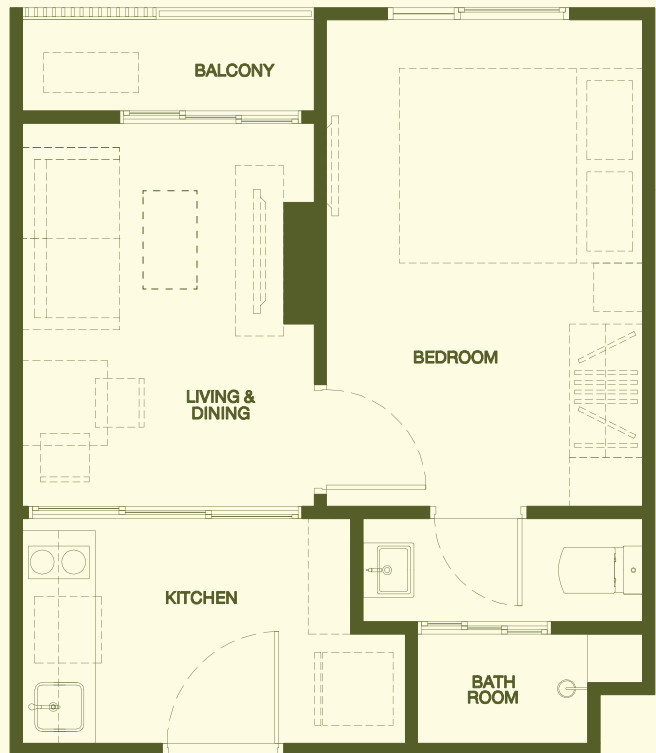 BALCONY
BEDROOM
LIVING &
DINING
KITCHEN
BATH
ROOM